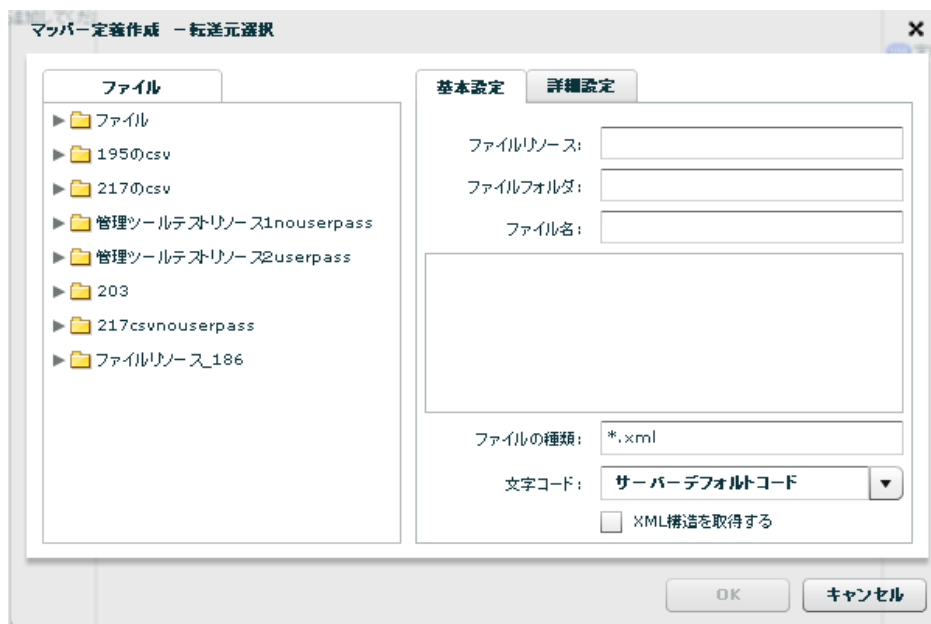 マッパー定義作成 －転送元選択
ファイル
ファイル
195のcsv
217のcsv
管理ツールテストリソース1nouserpass
管理ツールテストリソース2userpass
203
217csvnouserpass
ファイルリソース_186
基本設定 詳細設定
ファイルリソース:
ファイルフォルダ:
ファイル名:
ファイルの種類: *.xml
文字コード: サーバーデフォルトコード
XML構造を取得する
OK キャンセル